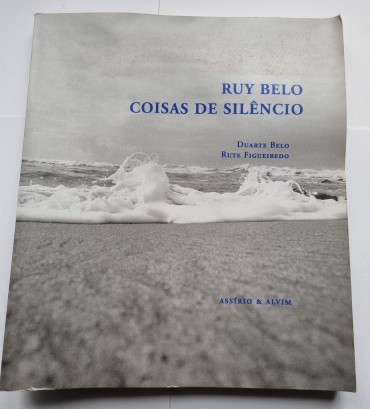 RUY BELO
COISAS DE SILÊNCIO
DUARTE BELO
RUTE FIGUEIREDO
ASSÍRIO & ALVIM